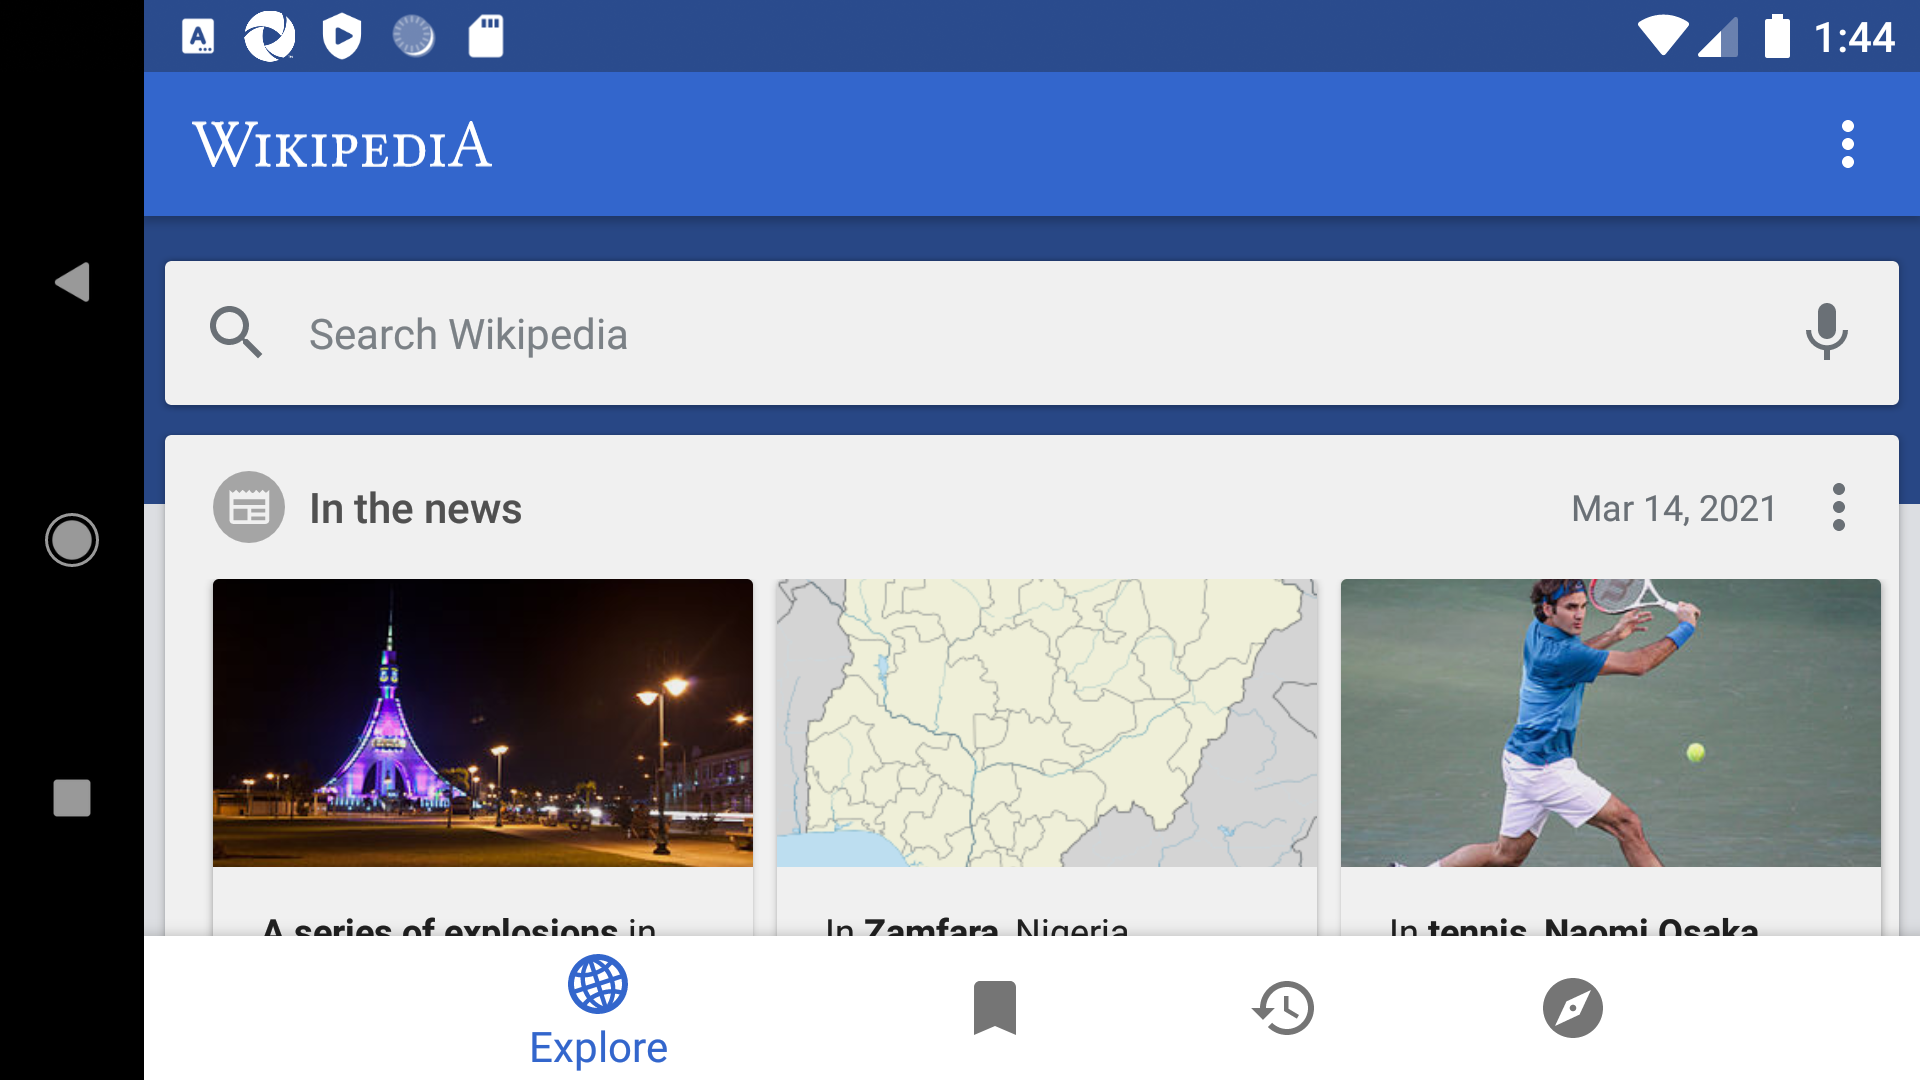 1:44
WIKIPEDIA
Search Wikipedia
In the news
Mar 14, 2021
A series of explosions in
In Zamfara, Nigeria
In tennis, Naomi Osaka
Explore